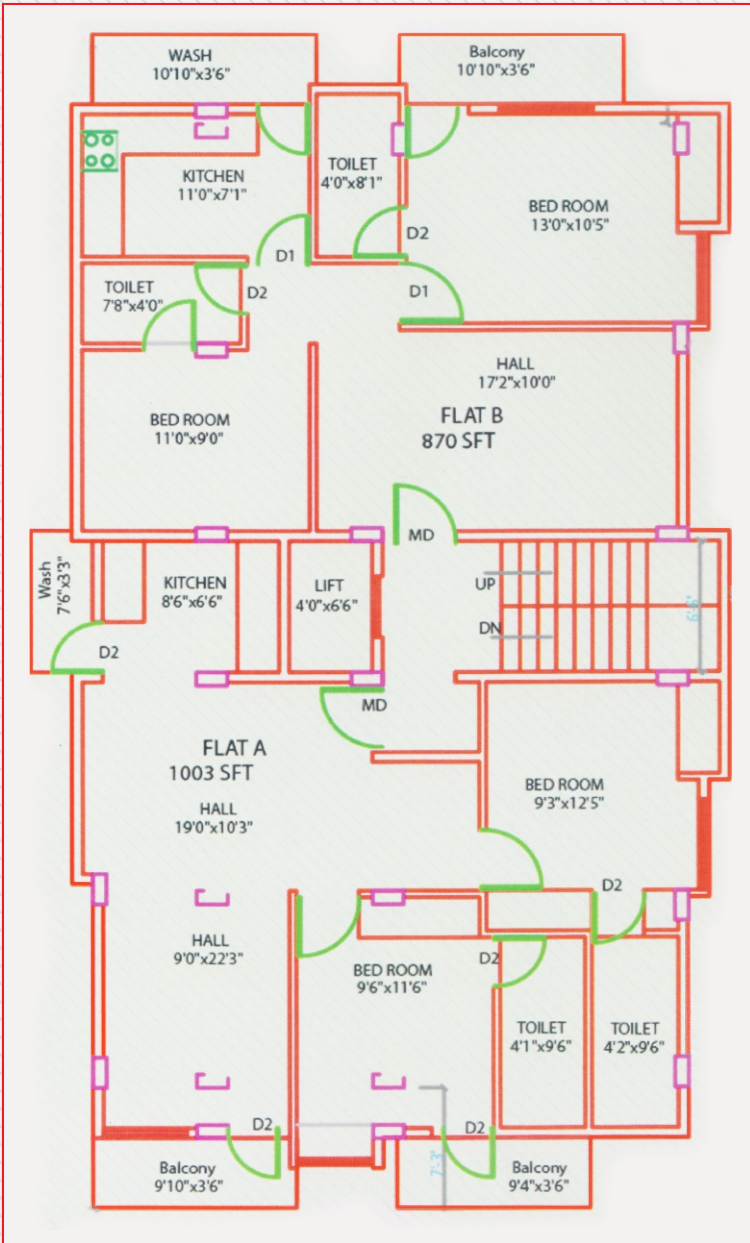 WASH
10'10"x3'6"
Balcony
10'10"x3'6"
KITCHEN
11'0"x7'1"
TOILET
4'0"x8'1"
BED ROOM
13'0"x10'5"
D2
D1
D1
TOILET
7'8"x4'0"
D2
HALL
17'2"x10'0"
FLAT B
870 SFT
BED ROOM
11'0"x9'0"
MD
Wash
7'6"x3'3"
KITCHEN
8'6"x6'6"
LIFT
4'0"x6'6"
UP
DN
6'.6"
D2
MD
FLAT A
1003 SFT
HALL
19'0"x10'3"
BED ROOM
9'3"x12'5"
D2
HALL
9'0"x22'3"
BED ROOM
9'6"x11'6"
D2
TOILET
4'1"x9'6"
TOILET
4'2"x9'6"
D2
D2
Balcony
9'10"x3'6"
7'.3"
Balcony
9'4"x3'6"